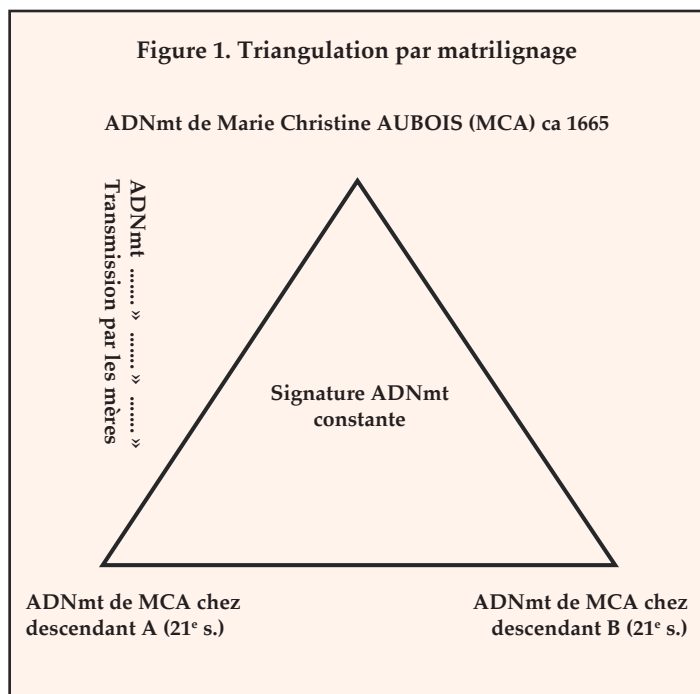 Figure 1. Triangulation par matrilignage
ADNmt de Marie Christine AUBOIS (MCA) ca 1665
ADNmt ....... » ....... » ....... »
Transmission par les mères
Signature ADNmt
constante
ADNmt de MCA chez
descendant A (21e s.)
ADNmt de MCA chez
descendant B (21e s.)